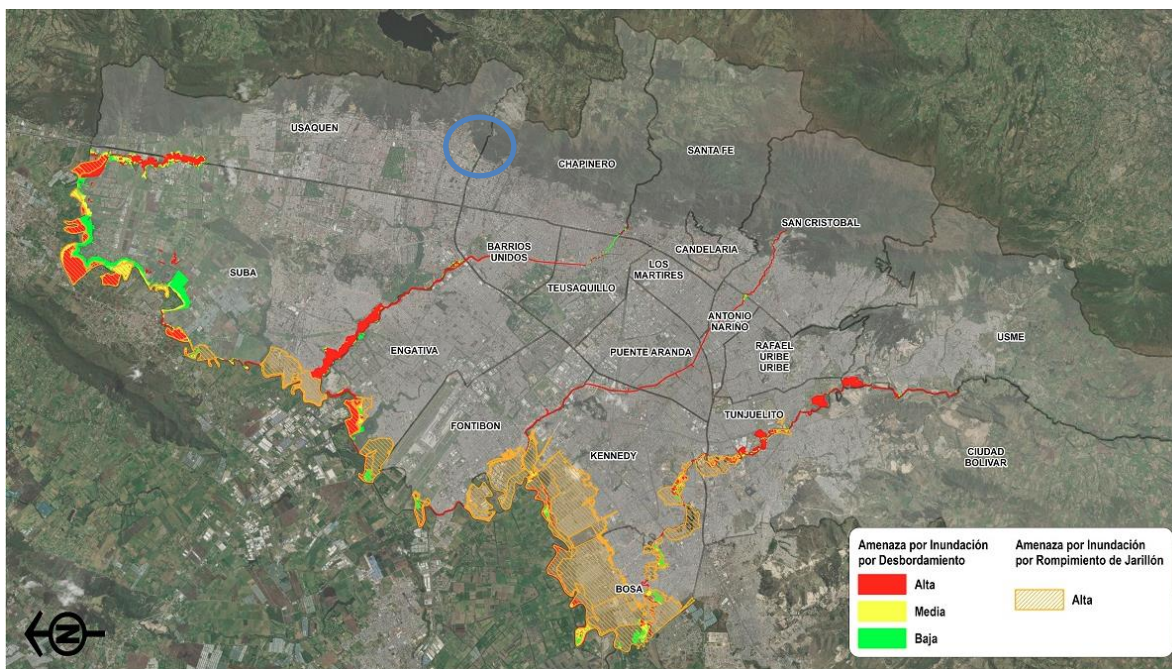 USAQUEN
CHAPINERO
SANTA FE
SAN CRISTOBAL
CANDELARIA
BARRIOS
UNIDOS
LOS
MARTIRES
SUBA
TEUSAQUILLO
ANTONIO
NARIÑO
ENGATIVA
PUENTE ARANDA
RAFAEL
URIBE
URIBE
USME
FONTIBON
TUNJUELITO
KENNEDY
CIUDAD
BOLIVAR
BOSA
N
Amenaza por Inundación
por Desbordamiento
Alta
Media
Baja
Amenaza por Inundación
por Rompimiento de Jarillón
Alta